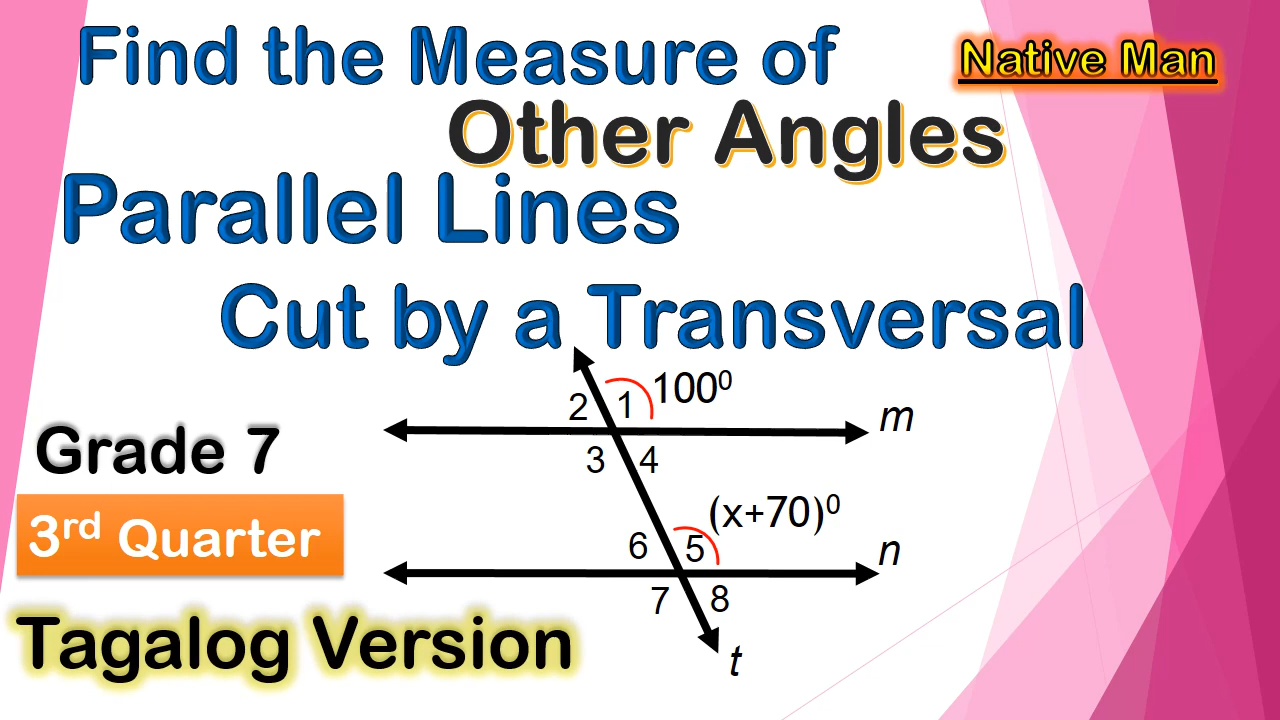 Find the Measure of
Native Man
Other Angles
Parallel Lines
Cut by a Transversal
2 1 100⁰
m
Grade 7
3 4
3rd Quarter
(x+70)⁰
6 5
n
7 8
Tagalog Version
t